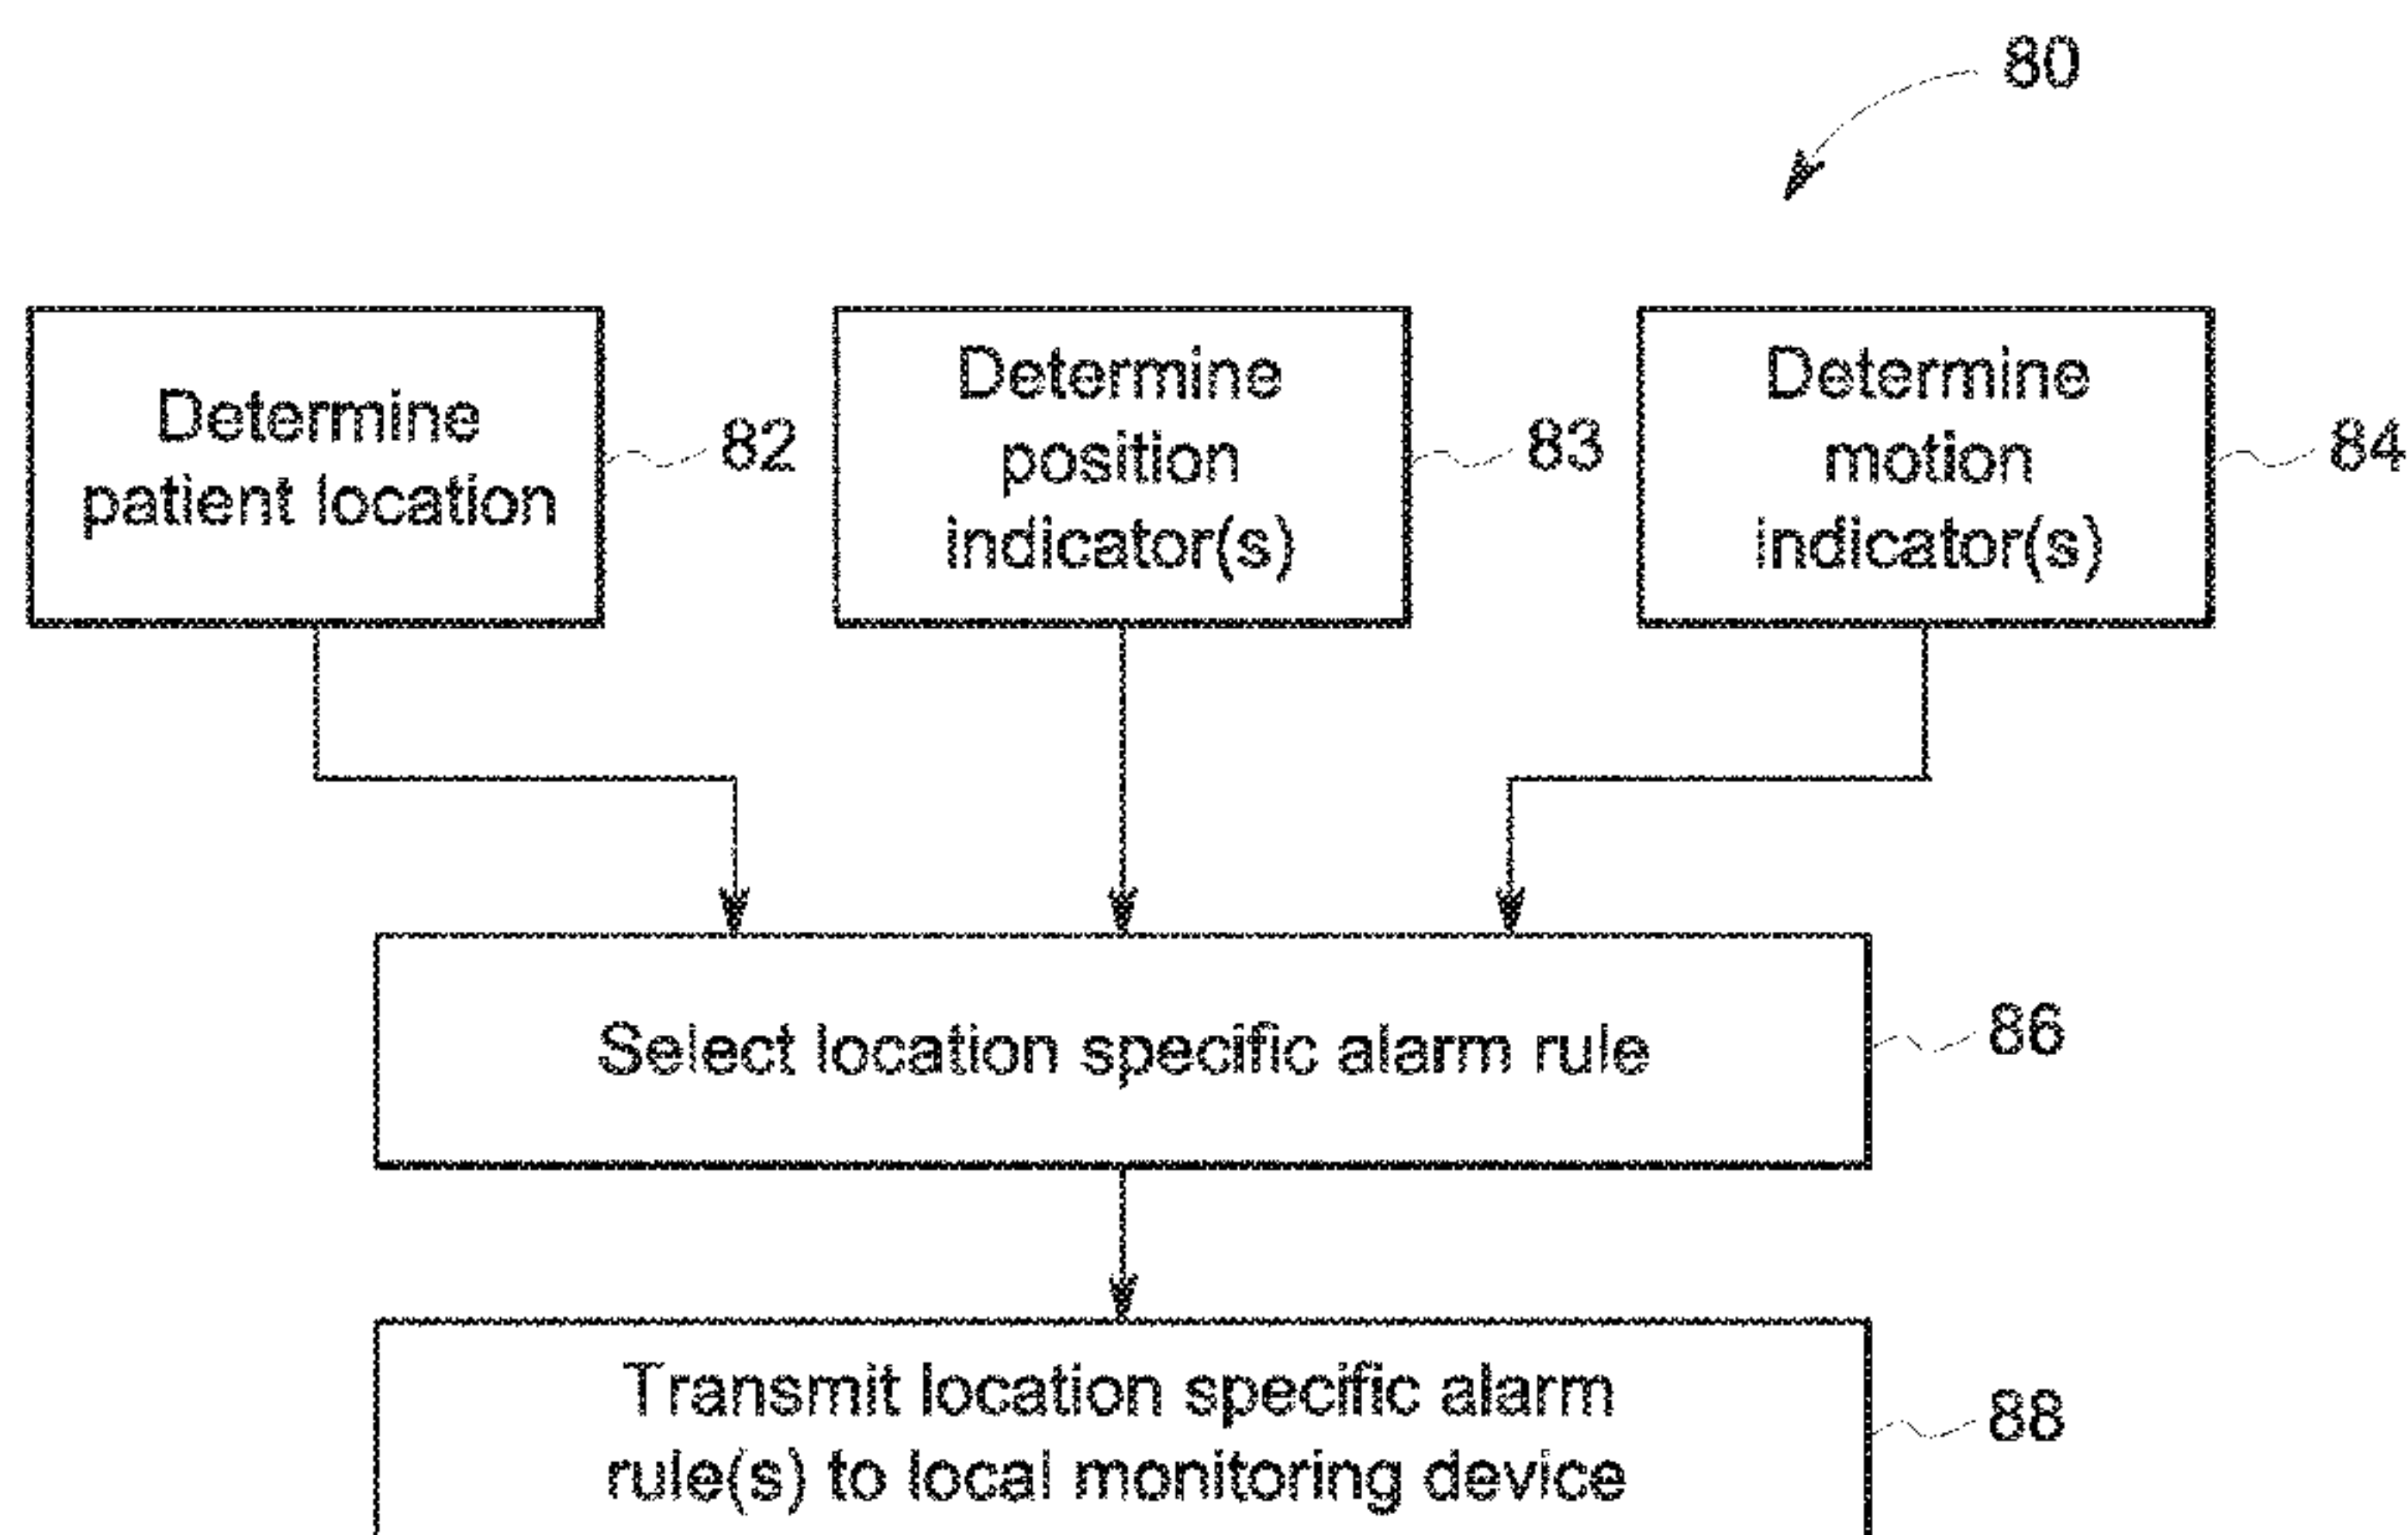 80
Determine
patient location
82
Determine
position
indicator(s)
83
Determine
motion
indicator(s)
84
Select location specific alarm rule
86
Transmit location specific alarm
rule(s) to local monitoring device
88